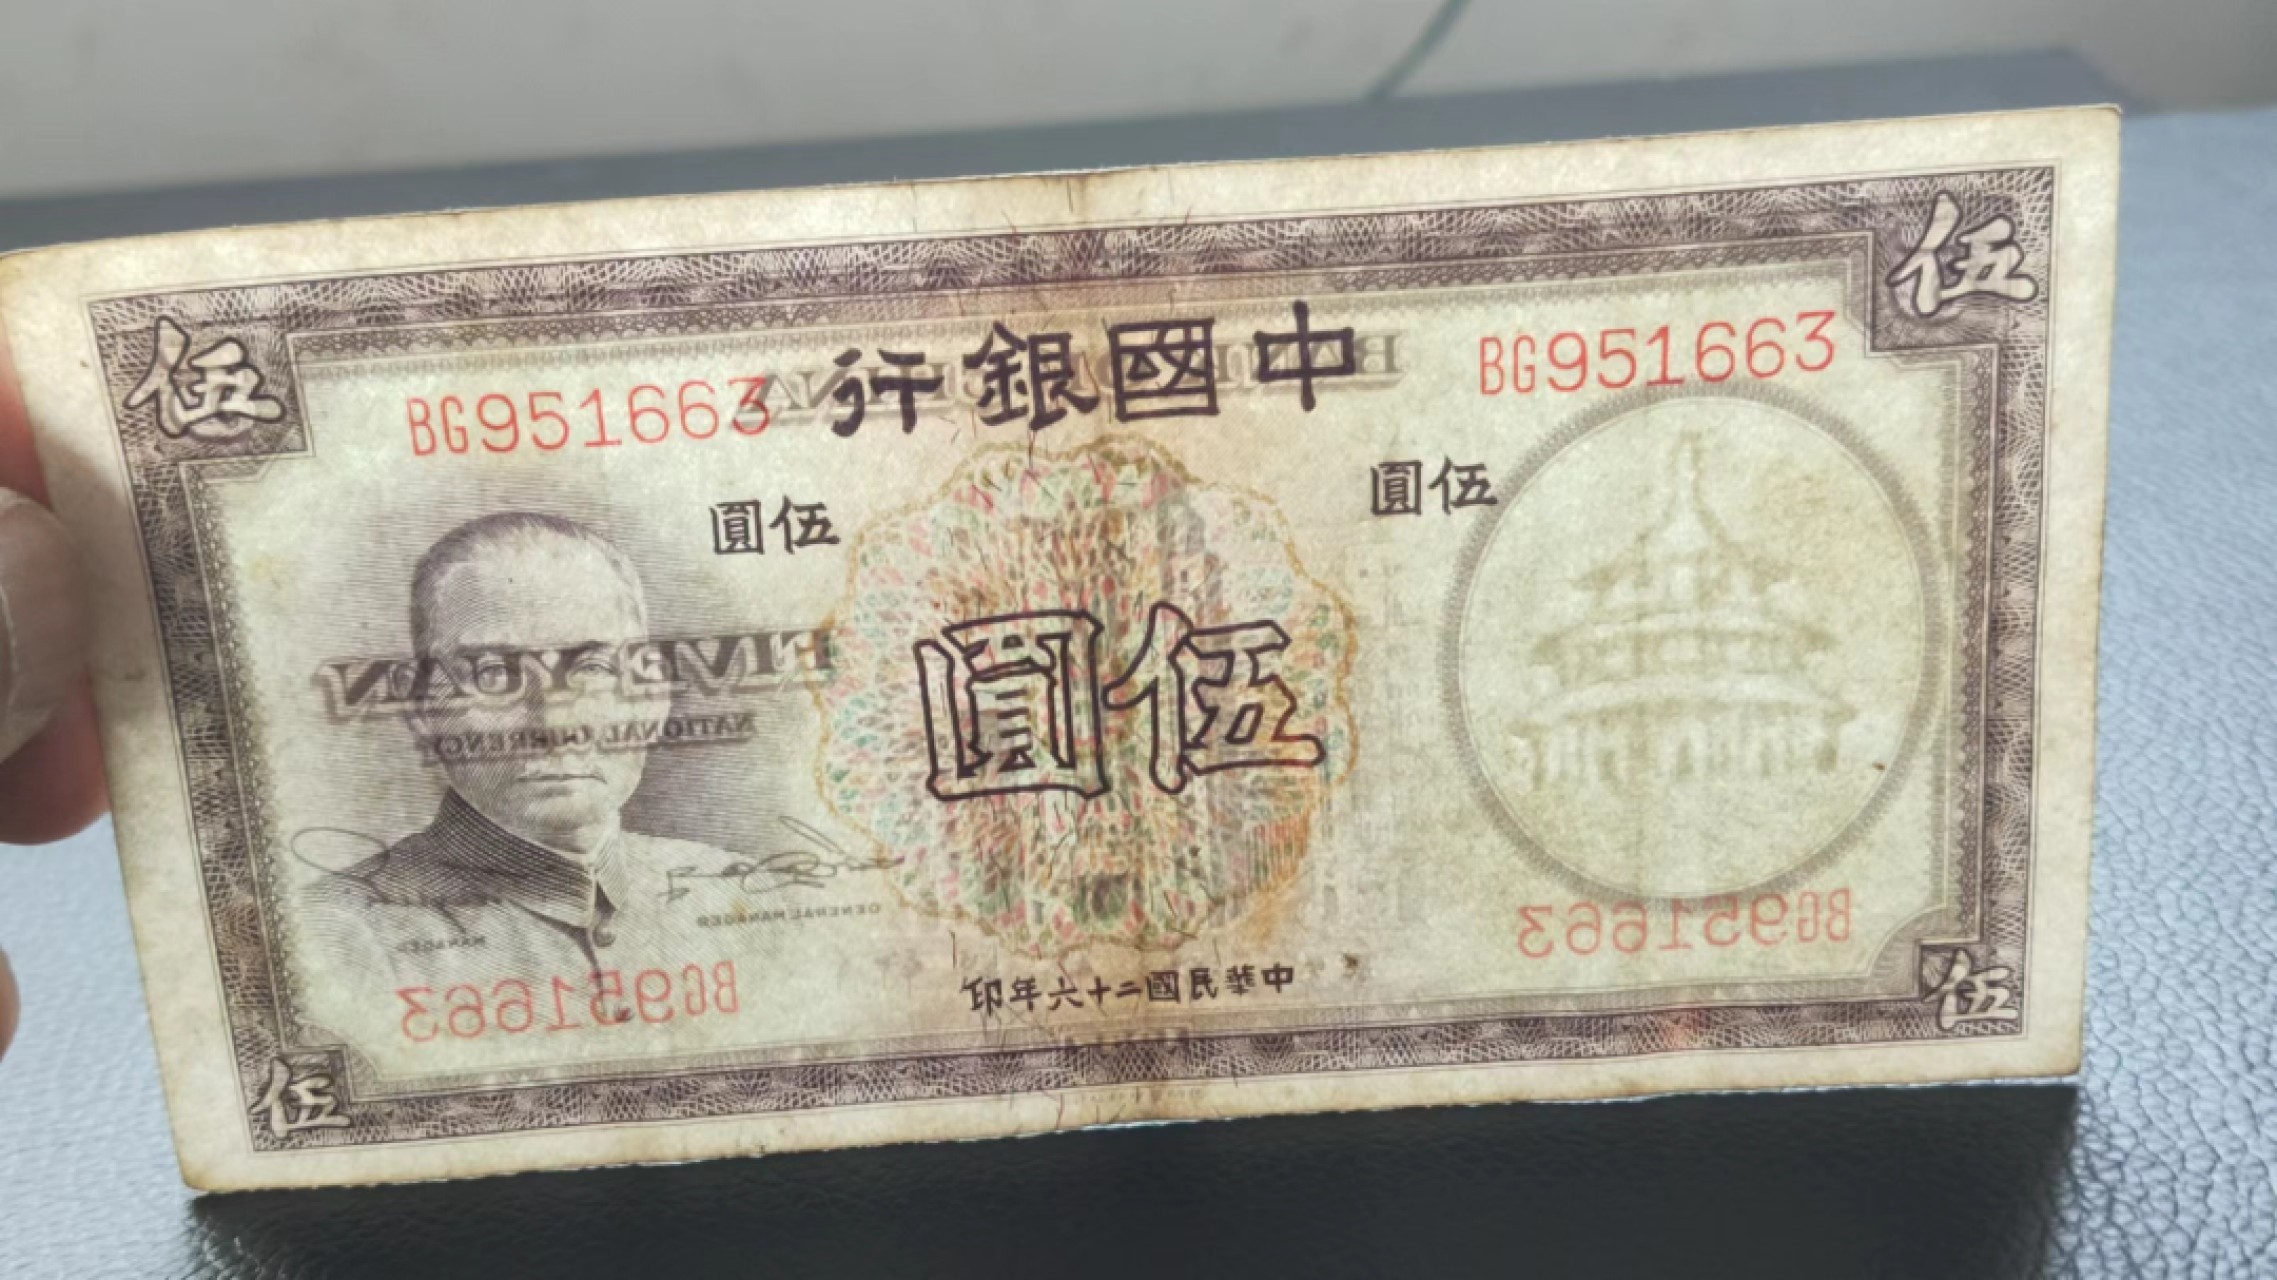 伍
伍
中國銀行
BG951663
BG951663
伍圓
伍圓
伍圓
FIVE YUAN
NATIONAL CURRENCY
GENERAL MANAGER
MANAGER
BG951663
BG951663
中華民國二十六年印
伍
伍